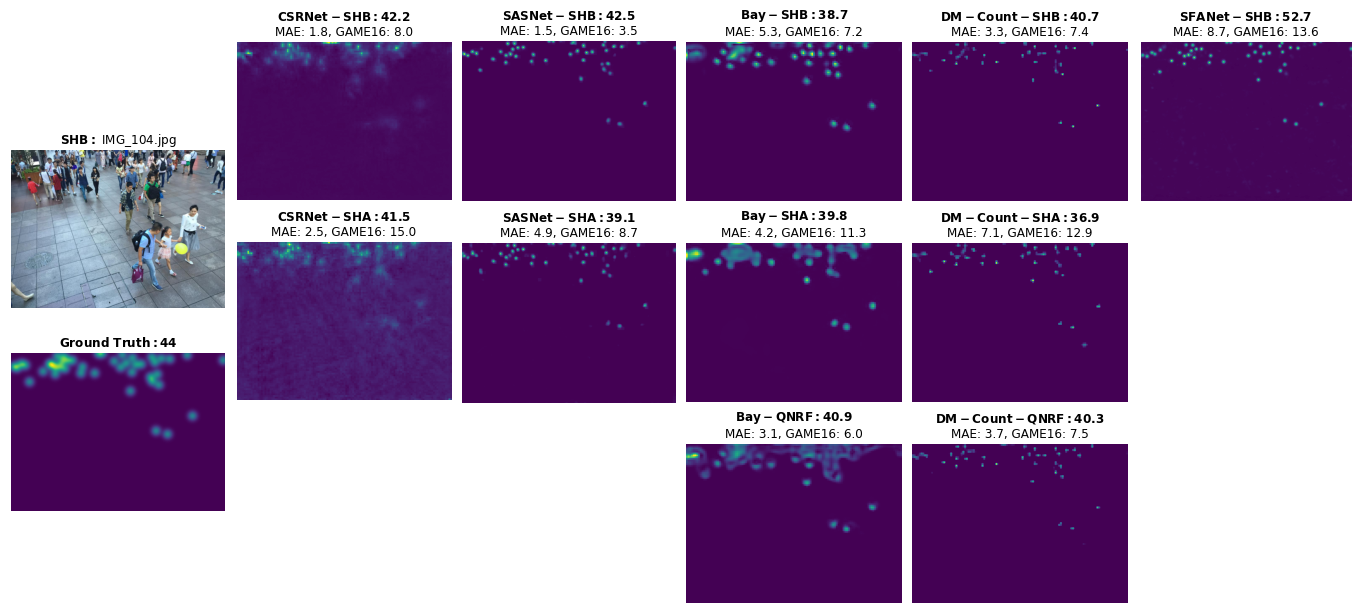 CSRNet − SHB: 42.2
MAE: 1.8, GAME16: 8.0
SASNet − SHB: 42.5
MAE: 1.5, GAME16: 3.5
Bay − SHB: 38.7
MAE: 5.3, GAME16: 7.2
DM − Count − SHB: 40.7
MAE: 3.3, GAME16: 7.4
SFANet − SHB: 52.7
MAE: 8.7, GAME16: 13.6
SHB: IMG_104.jpg
CSRNet − SHA: 41.5
MAE: 2.5, GAME16: 15.0
SASNet − SHA: 39.1
MAE: 4.9, GAME16: 8.7
Bay − SHA: 39.8
MAE: 4.2, GAME16: 11.3
DM − Count − SHA: 36.9
MAE: 7.1, GAME16: 12.9
Ground Truth: 44
Bay − QNRF: 40.9
MAE: 3.1, GAME16: 6.0
DM − Count − QNRF: 40.3
MAE: 3.7, GAME16: 7.5